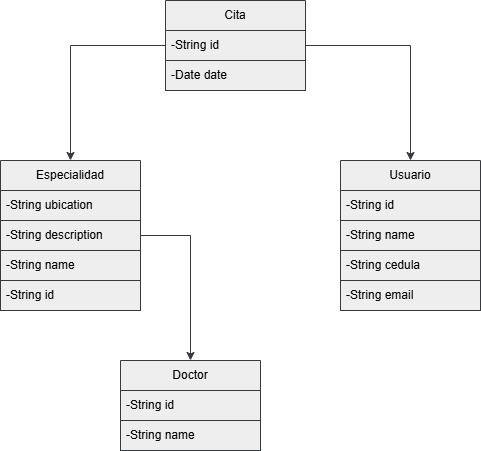 Cita
-String id
-Date date
Especialidad
-String ubication
-String description
-String name
-String id
Usuario
-String id
-String name
-String cedula
-String email
Doctor
-String id
-String name